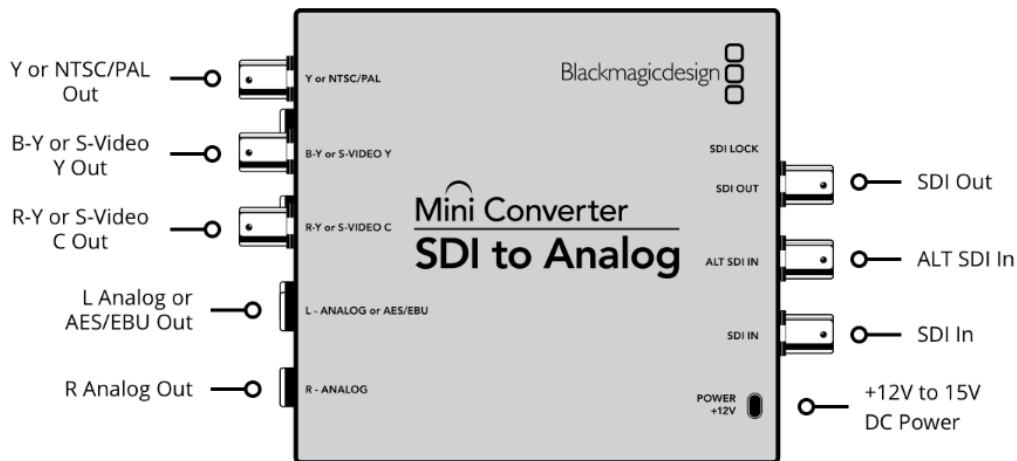 Y or NTSC/PAL
Out
B-Y or S-Video
Y Out
R-Y or S-Video
C Out
L Analog or
AES/EBU Out
R Analog Out
Y or NTSC/PAL
B-Y or S-VIDEO Y
R-Y or S-VIDEO C
L - ANALOG or AES/EBU
R - ANALOG
Blackmagicdesign
Mini Converter
SDI to Analog
SDI LOCK
SDI OUT
ALT SDI IN
SDI IN
POWER
+12V
SDI Out
ALT SDI In
SDI In
+12V to 15V
DC Power